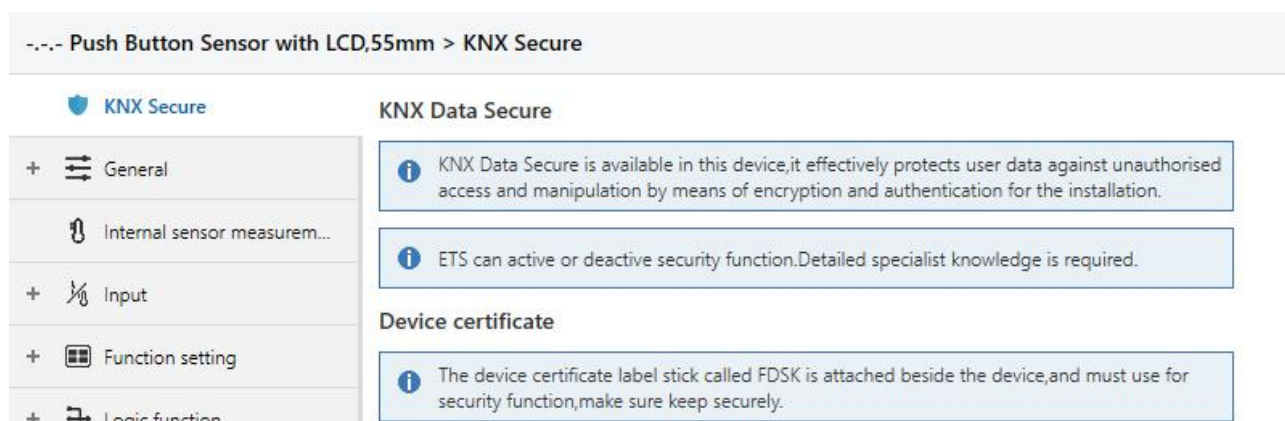 -.-.- Push Button Sensor with LCD,55mm > KNX Secure
KNX Secure
+ General
Internal sensor measurem...
+ Input
+ Function setting
+ Logic function
KNX Data Secure
KNX Data Secure is available in this device,it effectively protects user data against unauthorised
access and manipulation by means of encryption and authentication for the installation.
ETS can active or deactive security function.Detailed specialist knowledge is required.
Device certificate
The device certificate label stick called FDSK is attached beside the device,and must use for
security function,make sure keep securely.